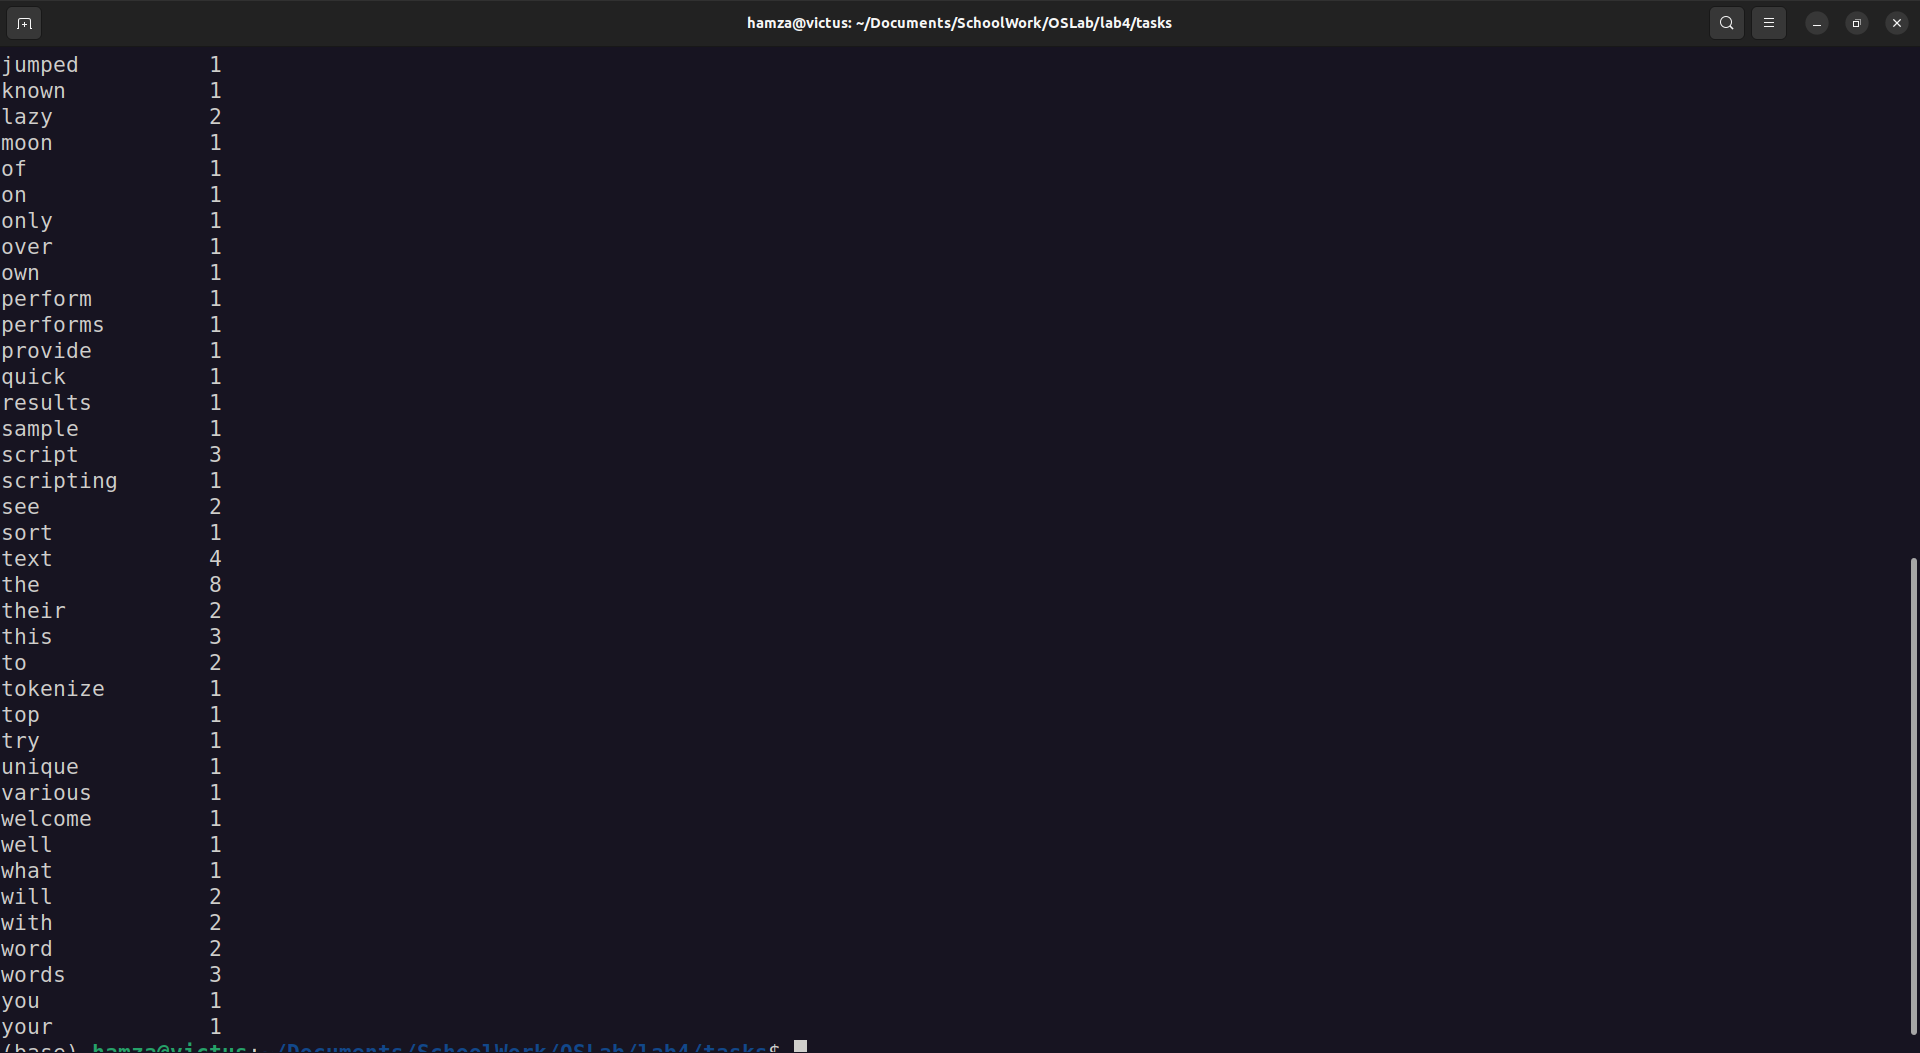 hamza@victus: ~/Documents/SchoolWork/OSLab/lab4/tasks
jumped 1
known 1
lazy 2
moon 1
of 1
on 1
only 1
over 1
own 1
perform 1
performs 1
provide 1
quick 1
results 1
sample 1
script 3
scripting 1
see 2
sort 1
text 4
the 8
their 2
this 3
to 2
tokenize 1
top 1
try 1
unique 1
various 1
welcome 1
well 1
what 1
will 2
with 2
word 2
words 3
you 1
your 1
(base) hamza@victus:~/Documents/SchoolWork/OSLab/lab4/tasks$